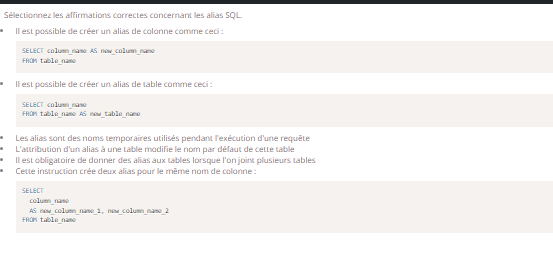 Sélectionnez les affirmations correctes concernant les alias SQL.
Il est possible de créer un alias de colonne comme ceci :
SELECT column_name AS new_column_name
FROM table_name
Il est possible de créer un alias de table comme ceci :
SELECT column_name
FROM table_name AS new_table_name
Les alias sont des noms temporaires utilisés pendant l'exécution d'une requête
L'attribution d'un alias à une table modifie le nom par défaut de cette table
Il est obligatoire de donner des alias aux tables lorsque l'on joint plusieurs tables
Cette instruction crée deux alias pour le même nom de colonne :
SELECT
column_name
AS new_column_name_1, new_column_name_2
FROM table_name